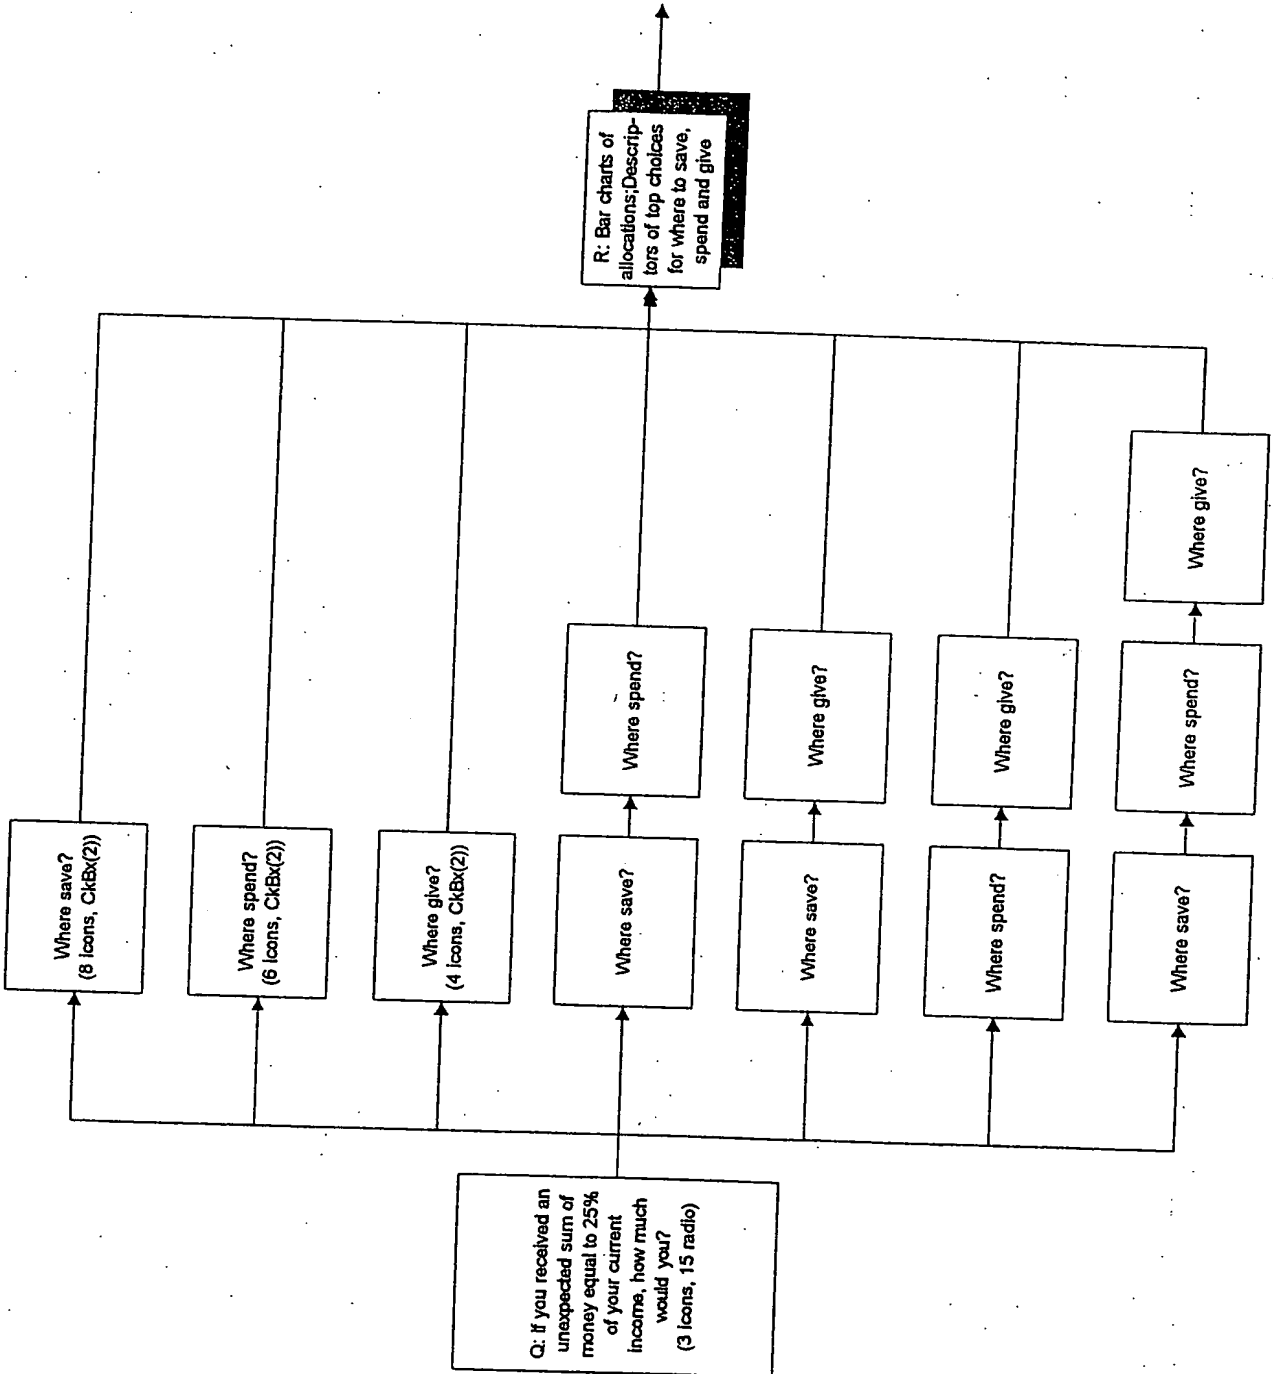 R: Bar charts of
allocations;Descrip-
tors of top choices
for where to save,
spend and give
Where give?
Where spend?
Where give?
Where give?
Where spend?
Where save?
(8 icons, CkBx(2))
Where spend?
(6 icons, CkBx(2))
Where give?
(4 icons, CkBx(2))
Where save?
Where save?
Where spend?
Where save?
Q: If you received an
unexpected sum of
money equal to 25%
of your current
income, how much
would you?
(3 icons, 15 radio)